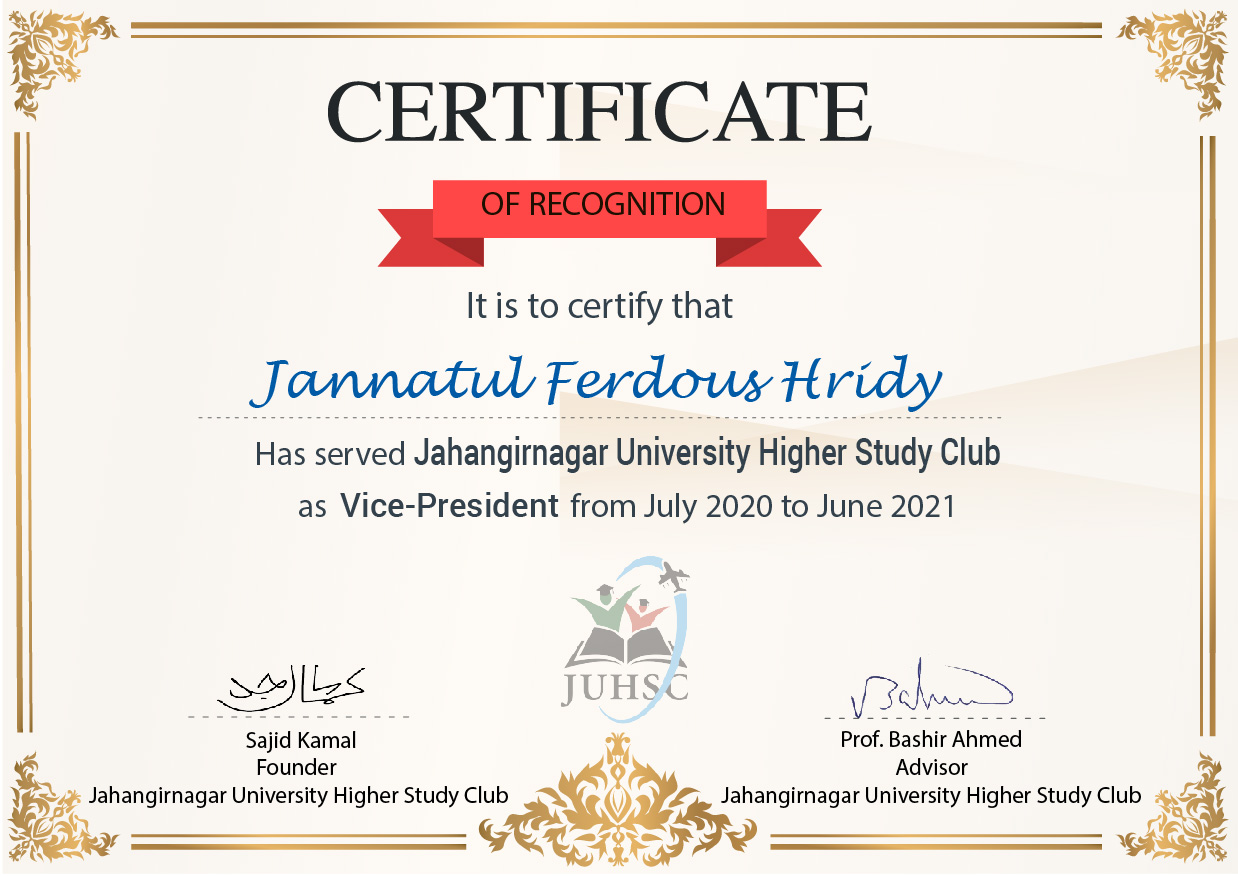 CERTIFICATE
OF RECOGNITION
It is to certify that
Jannatul Ferdous Hridy
Has served Jahangirnagar University Higher Study Club
as Vice-President from July 2020 to June 2021
JUHSC
Sajid Kamal
Founder
Jahangirnagar University Higher Study Club
Prof. Bashir Ahmed
Advisor
Jahangirnagar University Higher Study Club